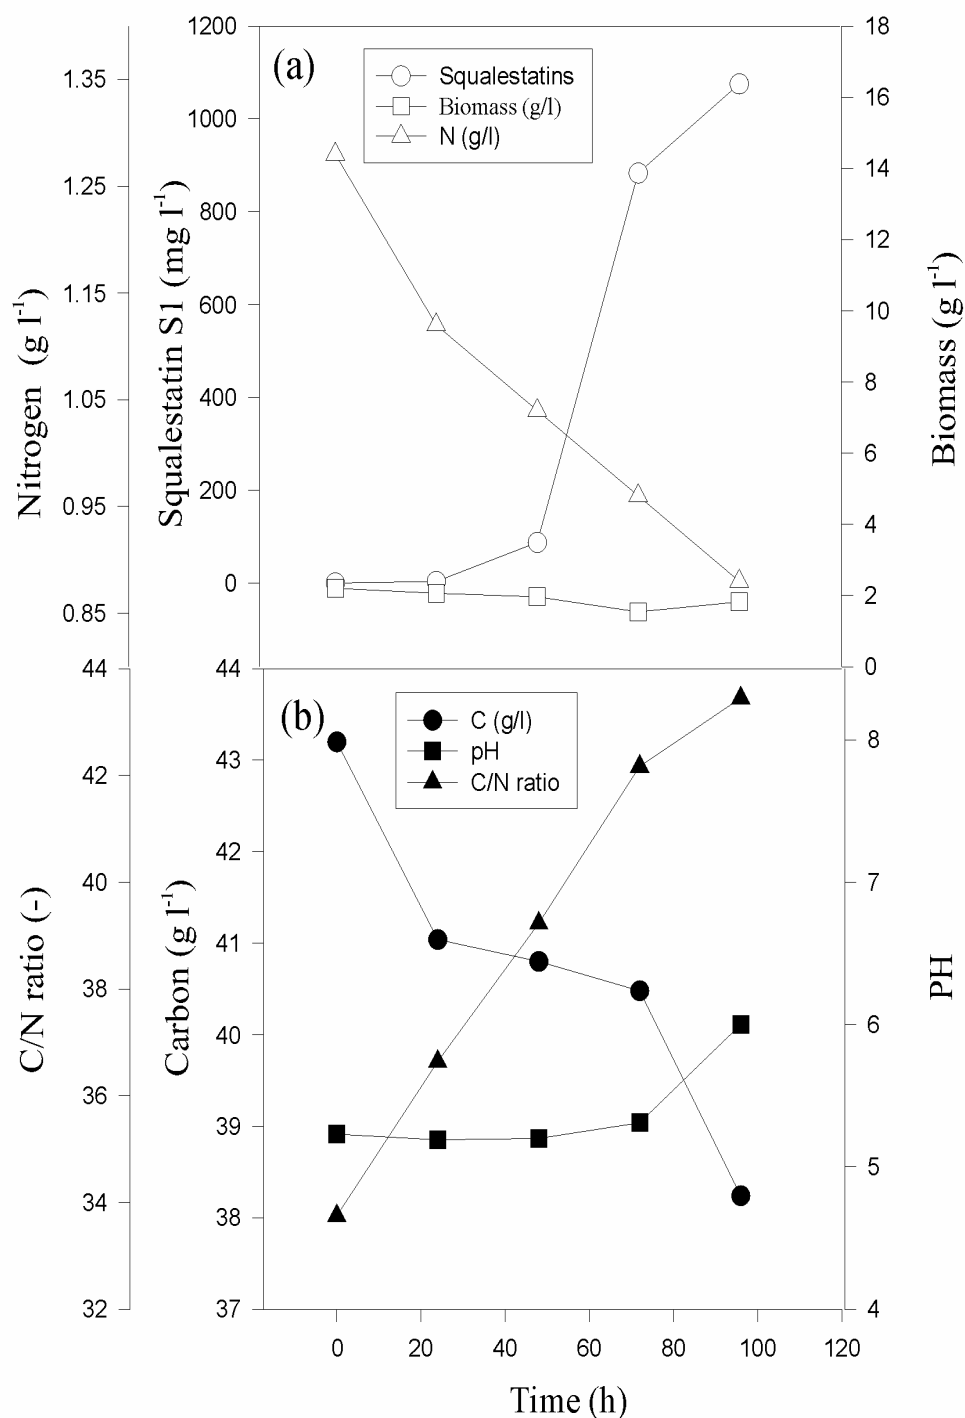 1200
18
(a)
Squalestatins
Biomass (g/l)
N (g/l)
1.35
16
1000
1.25
14
800
12
1.15
600
10
1.05
400
8
6
0.95
200
4
0
2
0.85
0
Nitrogen (g l-1)
Squalestatin S1 (mg l-1)
Biomass (g l-1)
44
44
(b)
C (g/l)
pH
C/N ratio
43
8
42
42
40
7
41
38
40
6
36
39
5
34
38
32
37
4
C/N ratio (-)
Carbon (g l-1)
PH
0 20 40 60 80 100 120
Time (h)